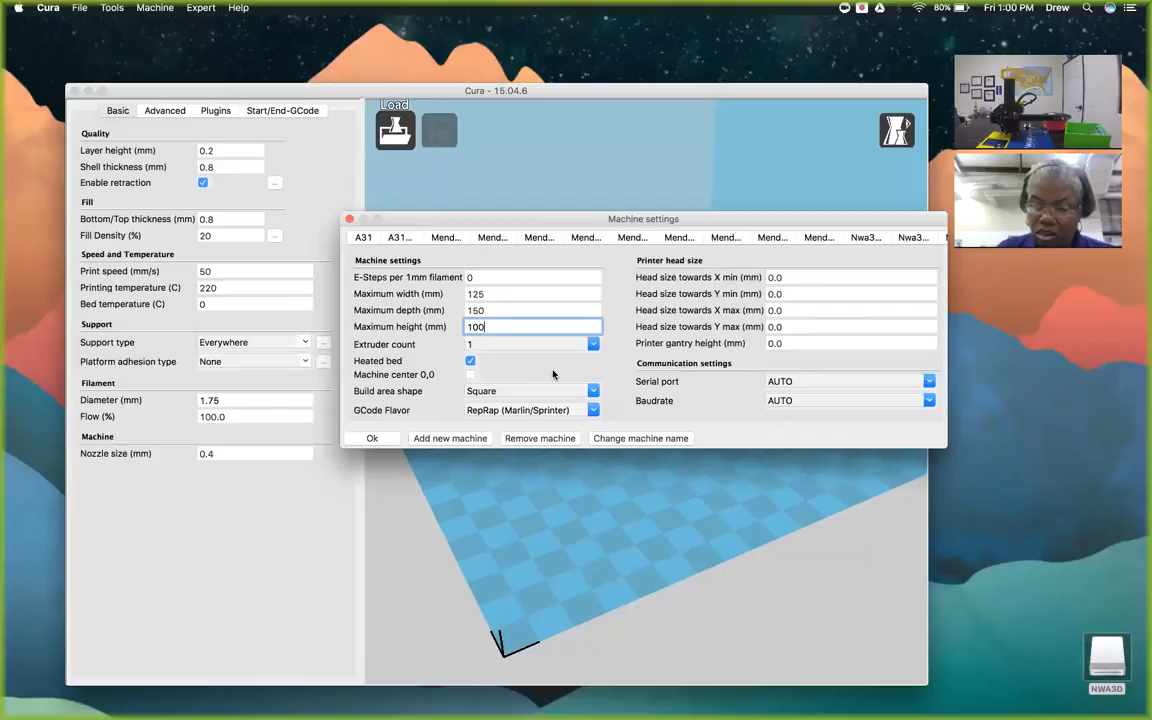 Cura File Tools Machine Expert Help 80% Fri 1:00 PM Drew
Cura - 15.04.6
Basic Advanced Plugins Start/End-GCode
Load
Quality
Layer height (mm) 0.2
Shell thickness (mm) 0.8
Enable retraction ...
Fill
Bottom/Top thickness (mm) 0.8
Fill Density (%) 20 ...
Speed and Temperature
Print speed (mm/s) 50
Printing temperature (C) 220
Bed temperature (C) 0
Support
Support type Everywhere ...
Platform adhesion type None ...
Filament
Diameter (mm) 1.75
Flow (%) 100.0
Machine
Nozzle size (mm) 0.4
Machine settings
A31 A31... Mend... Mend... Mend... Mend... Mend... Mend... Mend... Mend... Mend... Nwa3... Nwa3...
Machine settings
E-Steps per 1mm filament 0
Maximum width (mm) 125
Maximum depth (mm) 150
Maximum height (mm) 100
Extruder count 1
Heated bed
Machine center 0,0
Build area shape Square
GCode Flavor RepRap (Marlin/Sprinter)
Printer head size
Head size towards X min (mm) 0.0
Head size towards Y min (mm) 0.0
Head size towards X max (mm) 0.0
Head size towards Y max (mm) 0.0
Printer gantry height (mm) 0.0
Communication settings
Serial port AUTO
Baudrate AUTO
Ok Add new machine Remove machine Change machine name
NWA3D